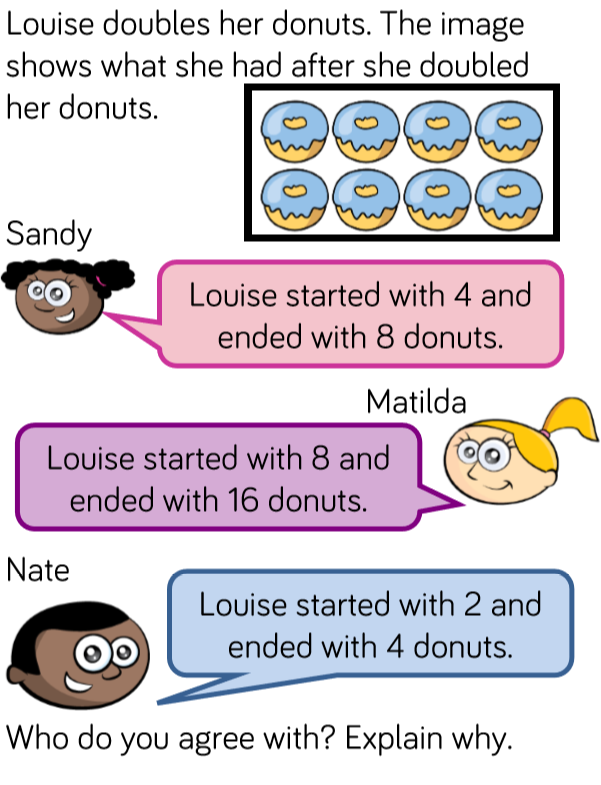 Louise doubles her donuts. The image
shows what she had after she doubled
her donuts.
Sandy
Louise started with 4 and
ended with 8 donuts.
Matilda
Louise started with 8 and
ended with 16 donuts.
Nate
Louise started with 2 and
ended with 4 donuts.
Who do you agree with? Explain why.